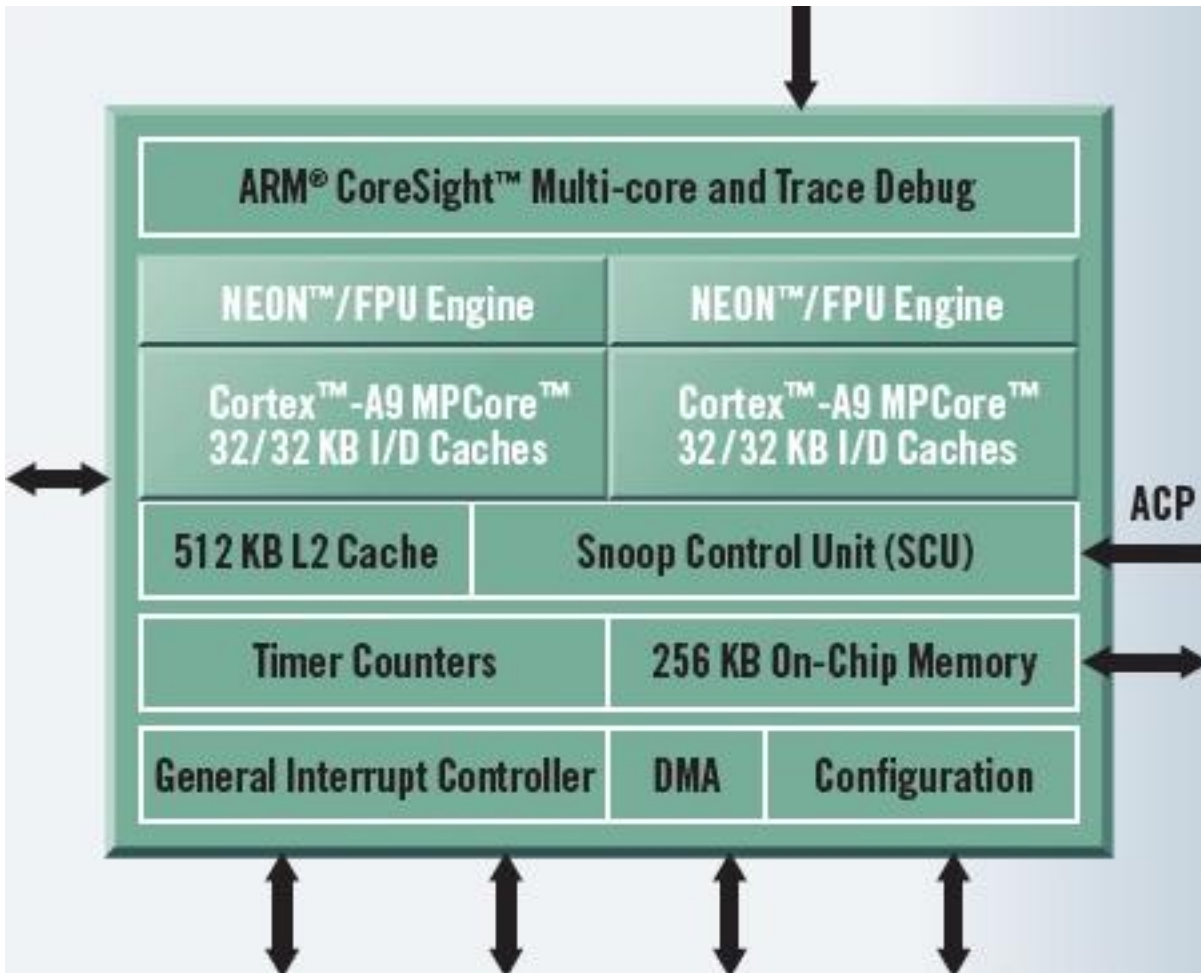 ARM® CoreSight™ Multi-core and Trace Debug
NEON™/FPU Engine
NEON™/FPU Engine
Cortex™-A9 MPCore™
32/32 KB I/D Caches
Cortex™-A9 MPCore™
32/32 KB I/D Caches
ACP
512 KB L2 Cache
Snoop Control Unit (SCU)
Timer Counters
256 KB On-Chip Memory
General Interrupt Controller
DMA
Configuration